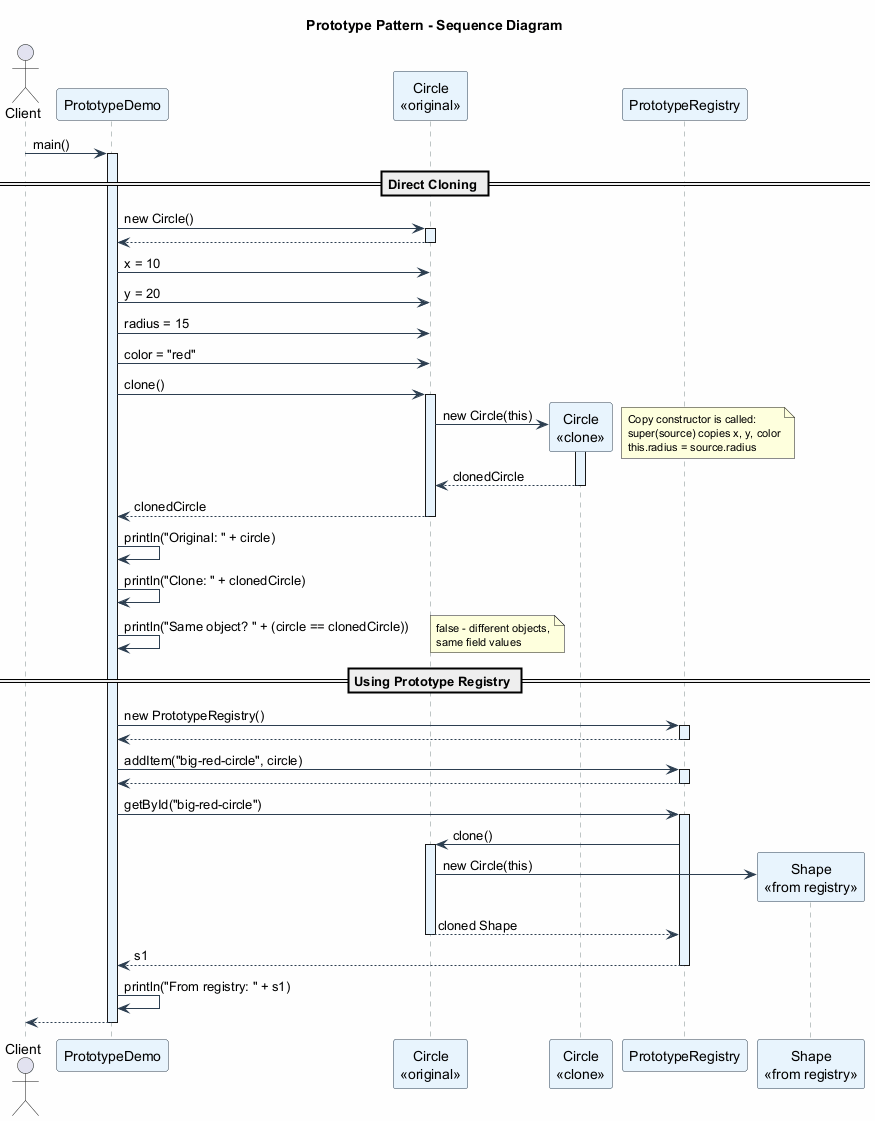 Prototype Pattern - Sequence Diagram
Client
PrototypeDemo
Circle
«original»
PrototypeRegistry
main()
Direct Cloning
new Circle()
x = 10
y = 20
radius = 15
color = "red"
clone()
new Circle(this)
Circle
«clone»
Copy constructor is called:
super(source) copies x, y, color
this.radius = source.radius
clonedCircle
clonedCircle
println("Original: " + circle)
println("Clone: " + clonedCircle)
println("Same object? " + (circle == clonedCircle))
false - different objects,
same field values
Using Prototype Registry
new PrototypeRegistry()
addItem("big-red-circle", circle)
getById("big-red-circle")
clone()
new Circle(this)
Shape
«from registry»
cloned Shape
s1
println("From registry: " + s1)
Client
PrototypeDemo
Circle
«original»
Circle
«clone»
PrototypeRegistry
Shape
«from registry»